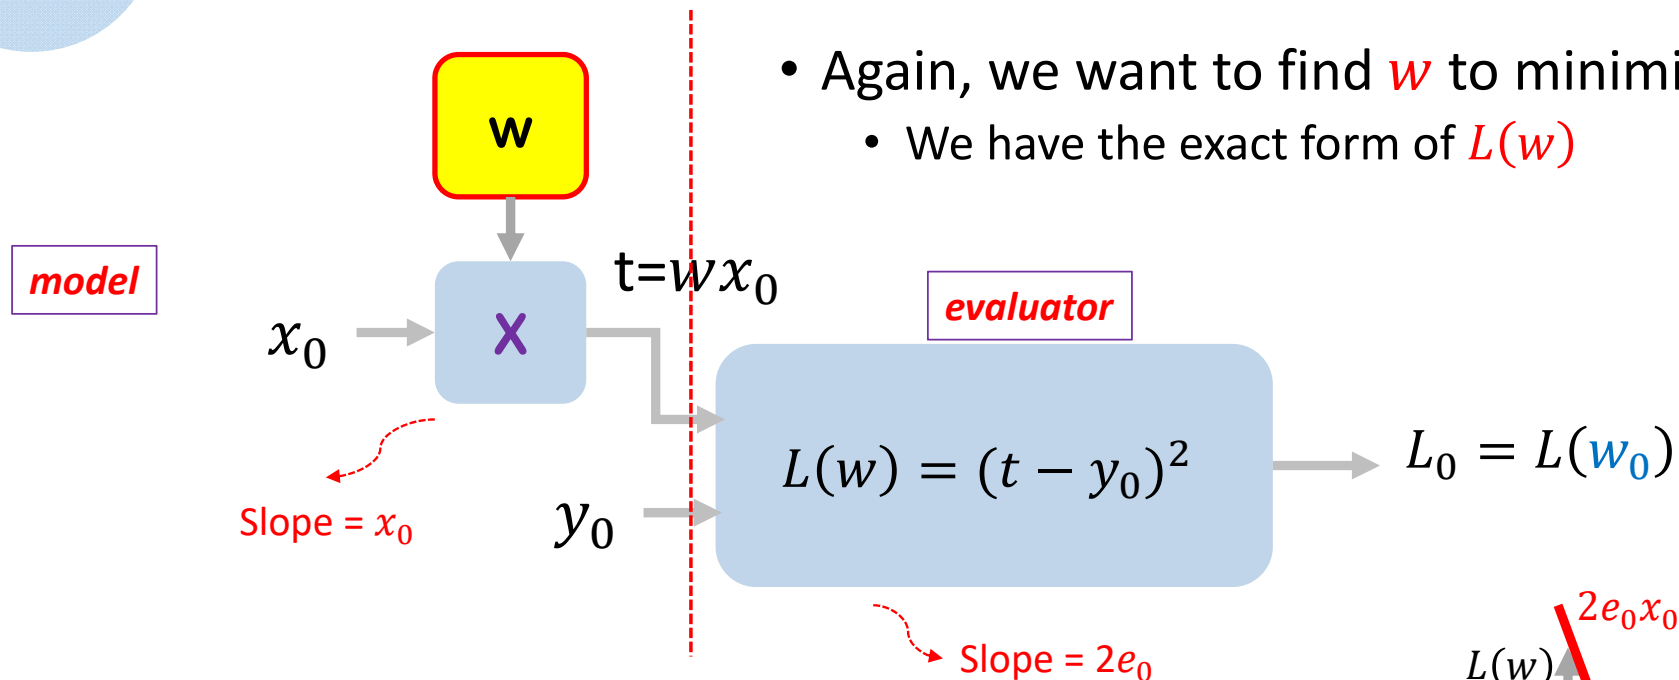 • Again, we want to find w to minimi
• We have the exact form of L(w)
w
model
t=wx₀
x₀
X
evaluator
L(w) = (t − y₀)²
L₀ = L(w₀)
Slope = x₀
y₀
Slope = 2e₀
2e₀x₀
L(w)